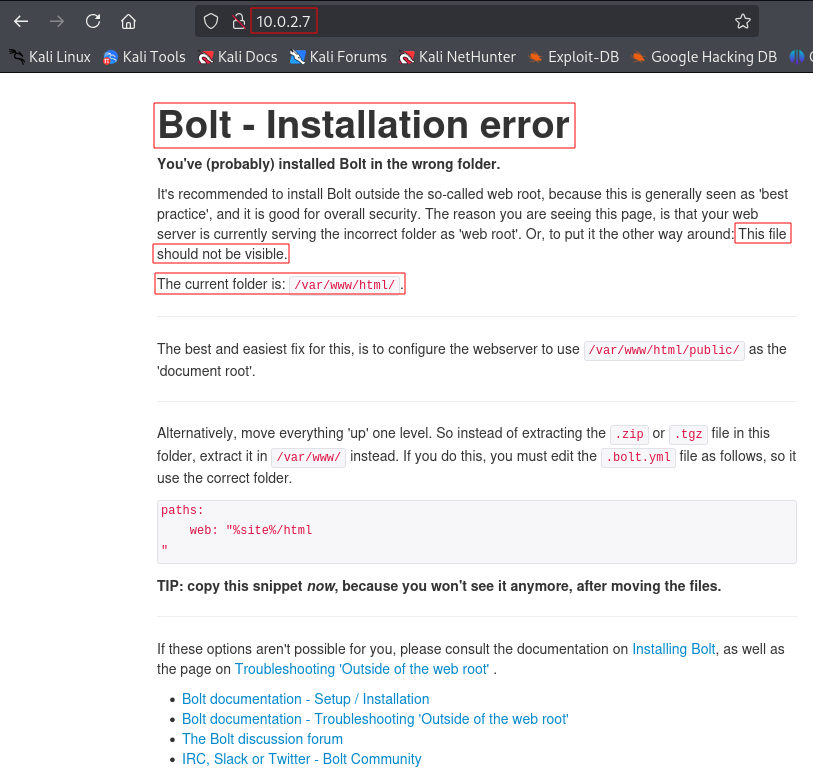 10.0.2.7
Kali Linux Kali Tools Kali Docs Kali Forums Kali NetHunter Exploit-DB Google Hacking DB
Bolt - Installation error
You've (probably) installed Bolt in the wrong folder.
It's recommended to install Bolt outside the so-called web root, because this is generally seen as 'best
practice', and it is good for overall security. The reason you are seeing this page, is that your web
server is currently serving the incorrect folder as 'web root'. Or, to put it the other way around: This file
should not be visible.
The current folder is: /var/www/html/ .
The best and easiest fix for this, is to configure the webserver to use /var/www/html/public/ as the
'document root'.
Alternatively, move everything 'up' one level. So instead of extracting the .zip or .tgz file in this
folder, extract it in /var/www/ instead. If you do this, you must edit the .bolt.yml file as follows, so it
use the correct folder.
paths:
    web: "%site%/html
"
TIP: copy this snippet now, because you won't see it anymore, after moving the files.
If these options aren't possible for you, please consult the documentation on Installing Bolt, as well as
the page on Troubleshooting 'Outside of the web root' .
• Bolt documentation - Setup / Installation
• Bolt documentation - Troubleshooting 'Outside of the web root'
• The Bolt discussion forum
• IRC, Slack or Twitter - Bolt Community